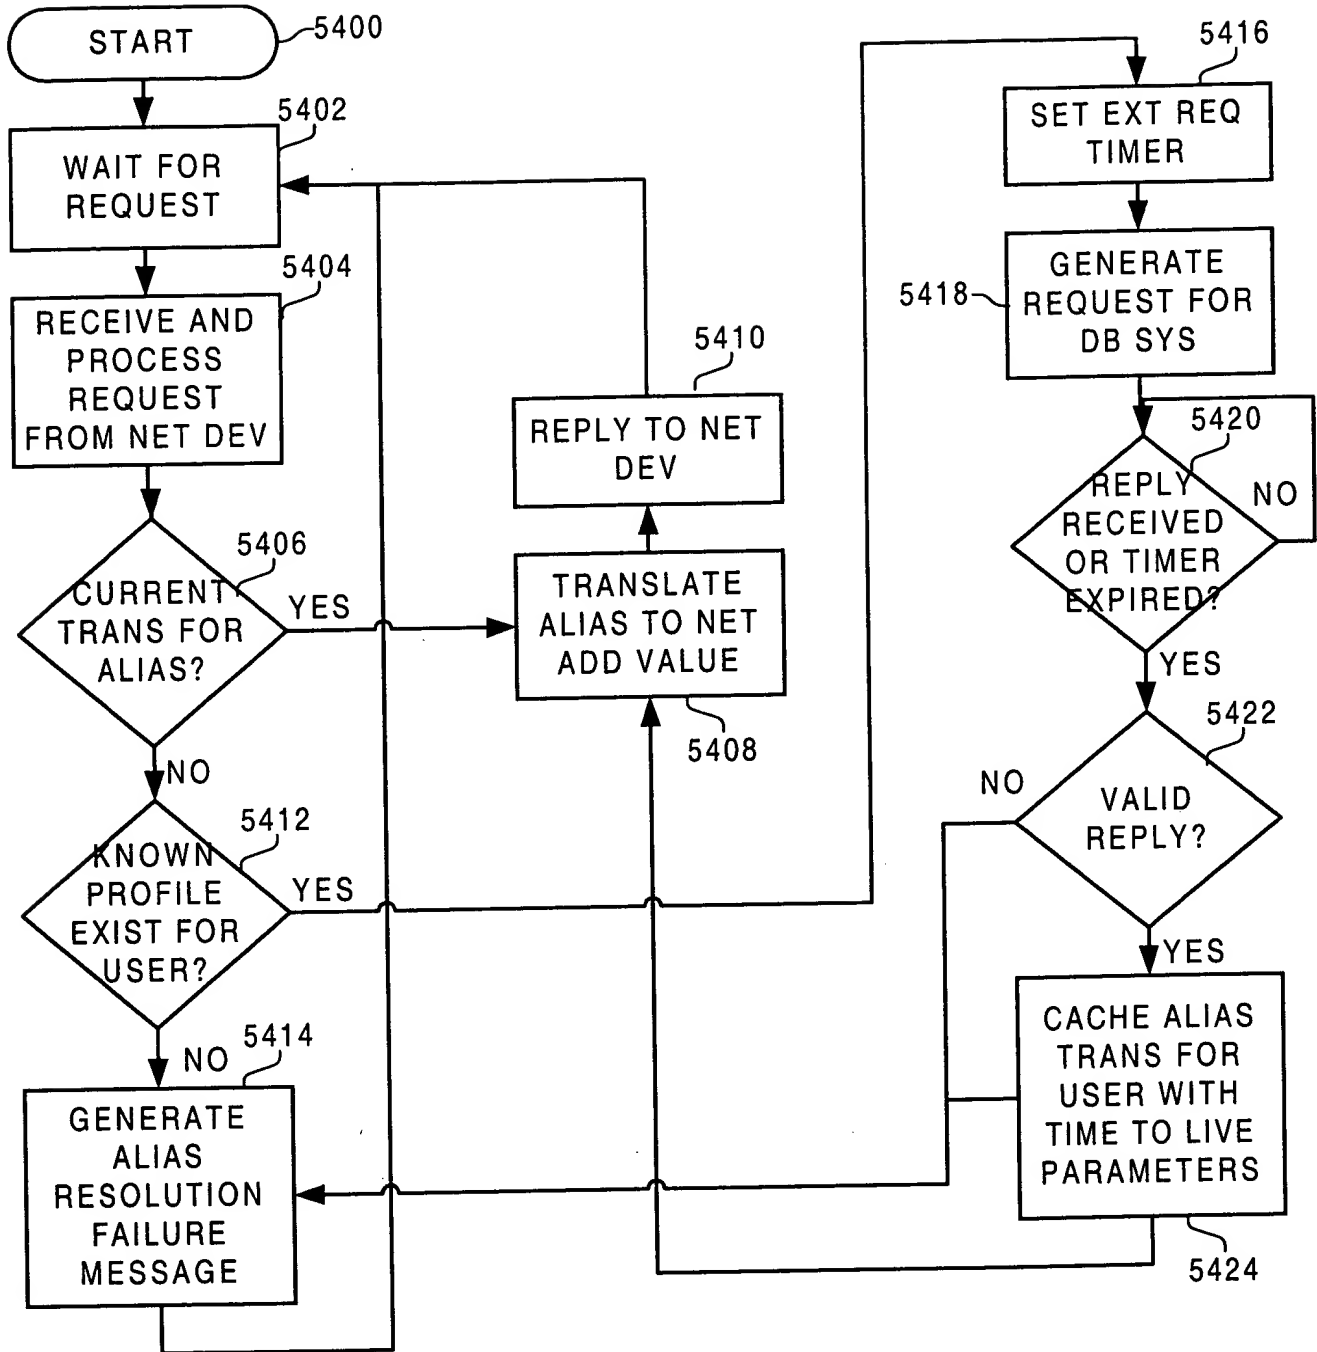 START
5400
5402
WAIT FOR
REQUEST
5404
RECEIVE AND
PROCESS
REQUEST
FROM NET DEV
5406
CURRENT
TRANS FOR
ALIAS?
YES
NO
5412
KNOWN
PROFILE
EXIST FOR
USER?
YES
NO
5414
GENERATE
ALIAS
RESOLUTION
FAILURE
MESSAGE
5410
REPLY TO NET
DEV
TRANSLATE
ALIAS TO NET
ADD VALUE
5408
5416
SET EXT REQ
TIMER
5418
GENERATE
REQUEST FOR
DB SYS
5420
REPLY
RECEIVED
OR TIMER
EXPIRED?
NO
YES
5422
VALID
REPLY?
NO
YES
CACHE ALIAS
TRANS FOR
USER WITH
TIME TO LIVE
PARAMETERS
5424